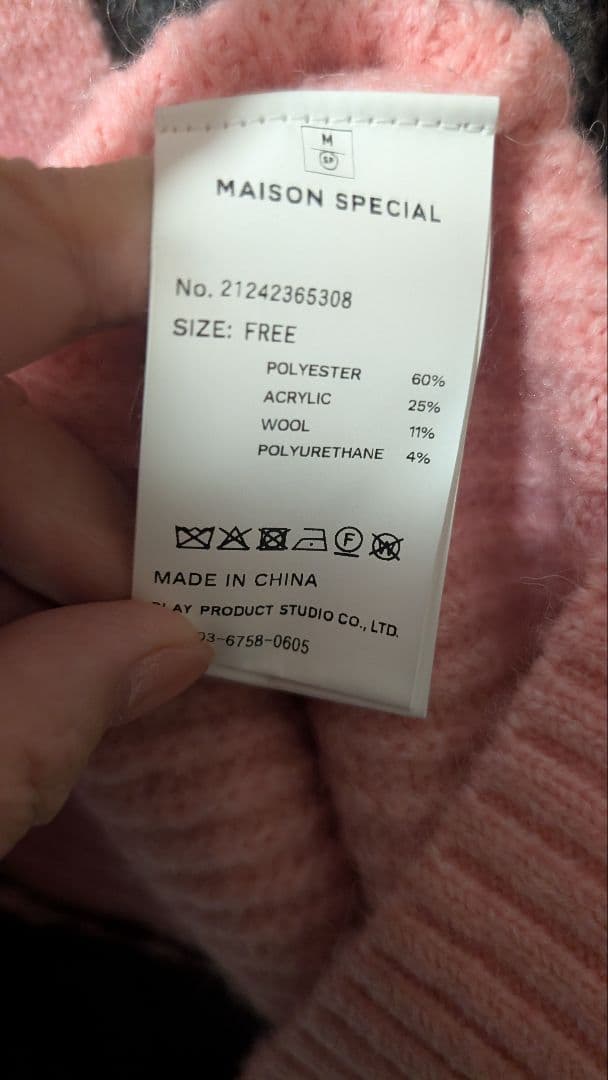 M
SP
MAISON SPECIAL
No. 21242365308
SIZE: FREE
POLYESTER 60%
ACRYLIC 25%
WOOL 11%
POLYURETHANE 4%
F
W
MADE IN CHINA
PRODUCT STUDIO CO., LTD.
03-6758-0605